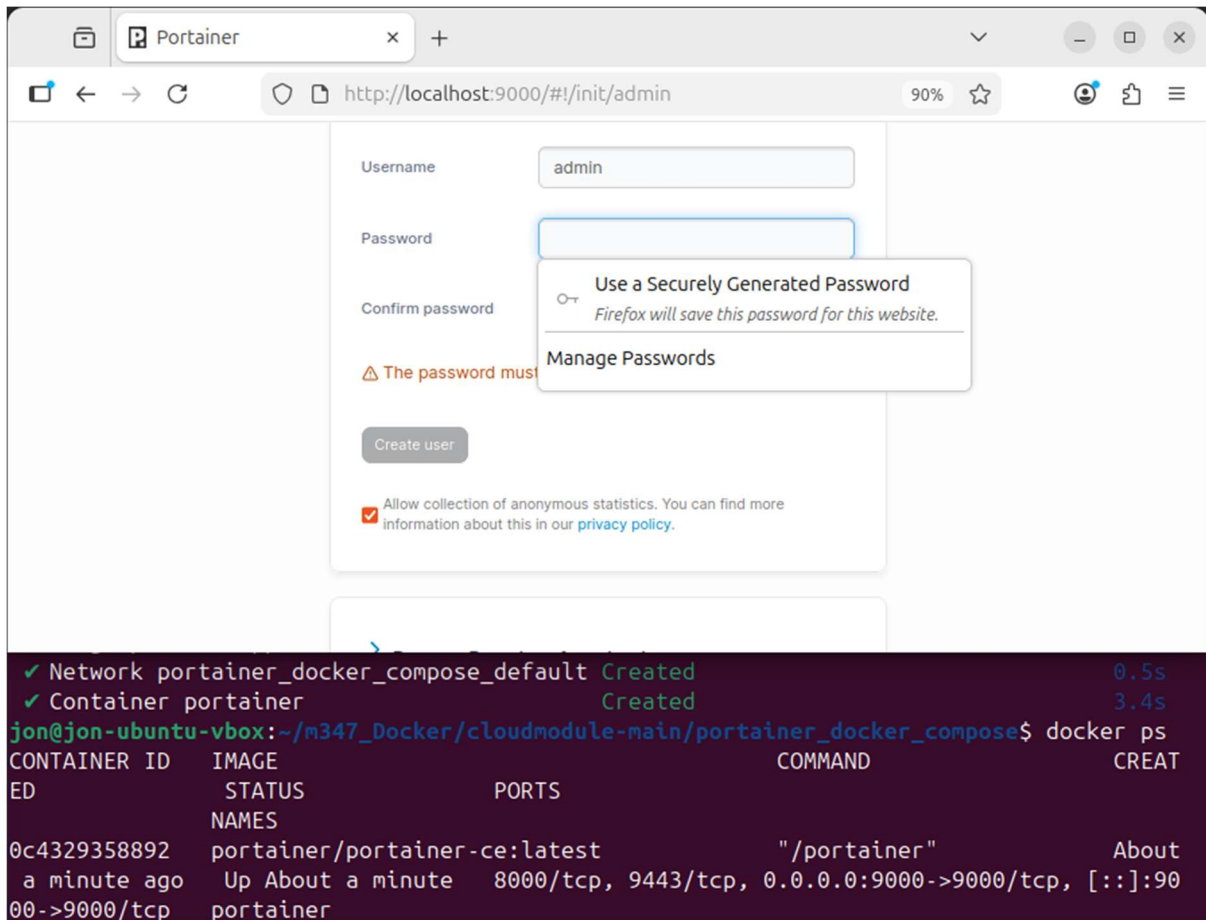 Portainer
http://localhost:9000/#!/init/admin 90%
Username admin
Password
Use a Securely Generated Password
Confirm password
Firefox will save this password for this website.
Manage Passwords
The password must
Create user
Allow collection of anonymous statistics. You can find more
information about this in our privacy policy.
✔ Network portainer_docker_compose_default Created 0.5s
✔ Container portainer Created 3.4s
jon@jon-ubuntu-vbox:~/m347_Docker/cloudmodule-main/portainer_docker_compose$ docker ps
CONTAINER ID IMAGE COMMAND CREAT
ED STATUS PORTS
NAMES
0c4329358892 portainer/portainer-ce:latest "/portainer" About
a minute ago Up About a minute 8000/tcp, 9443/tcp, 0.0.0.0:9000->9000/tcp, [::]:90
00->9000/tcp portainer